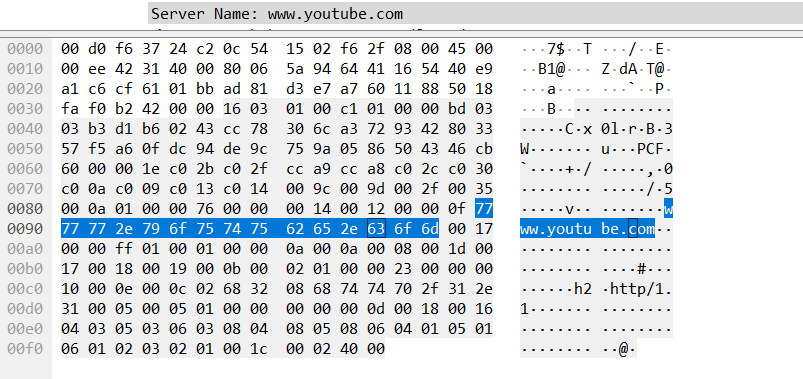 Server Name: www.youtube.com
0000 00 d0 f6 37 24 c2 0c 54 15 02 f6 2f 08 00 45 00 ···7$··T ···/··E·
0010 00 ee 42 31 40 00 80 06 5a 94 64 41 16 54 40 e9 ··B1@··· Z·dA·T@·
0020 a1 c6 cf 61 01 bb ad 81 d3 e7 a7 60 11 88 50 18 ···a···· ···`··P·
0030 fa f0 b2 42 00 00 16 03 01 00 c1 01 00 00 bd 03 ···B···· ········
0040 03 b3 d1 b6 02 43 cc 78 30 6c a3 72 93 42 80 33 ·····C·x 0l·r·B·3
0050 57 f5 a6 0f dc 94 de 9c 75 9a 05 86 50 43 46 cb W······· u···PCF·
0060 60 00 00 1e c0 2b c0 2f cc a9 cc a8 c0 2c c0 30 `····+·/ ·····,·0
0070 c0 0a c0 09 c0 13 c0 14 00 9c 00 9d 00 2f 00 35 ········ ·····/·5
0080 00 0a 01 00 00 76 00 00 00 14 00 12 00 00 0f 77 ·····v·· ·······w
0090 77 77 2e 79 6f 75 74 75 62 65 2e 63 6f 6d 00 17 ww.youtu be.com··
00a0 00 00 ff 01 00 01 00 00 0a 00 0a 00 08 00 1d 00 ········ ········
00b0 17 00 18 00 19 00 0b 00 02 01 00 00 23 00 00 00 ········ ····#···
00c0 10 00 0e 00 0c 02 68 32 08 68 74 74 70 2f 31 2e ······h2 ·http/1.
00d0 31 00 05 00 05 01 00 00 00 00 00 0d 00 18 00 16 1······· ········
00e0 04 03 05 03 06 03 08 04 08 05 08 06 04 01 05 01 ········ ········
00f0 06 01 02 03 02 01 00 1c 00 02 40 00 ········ ··@·